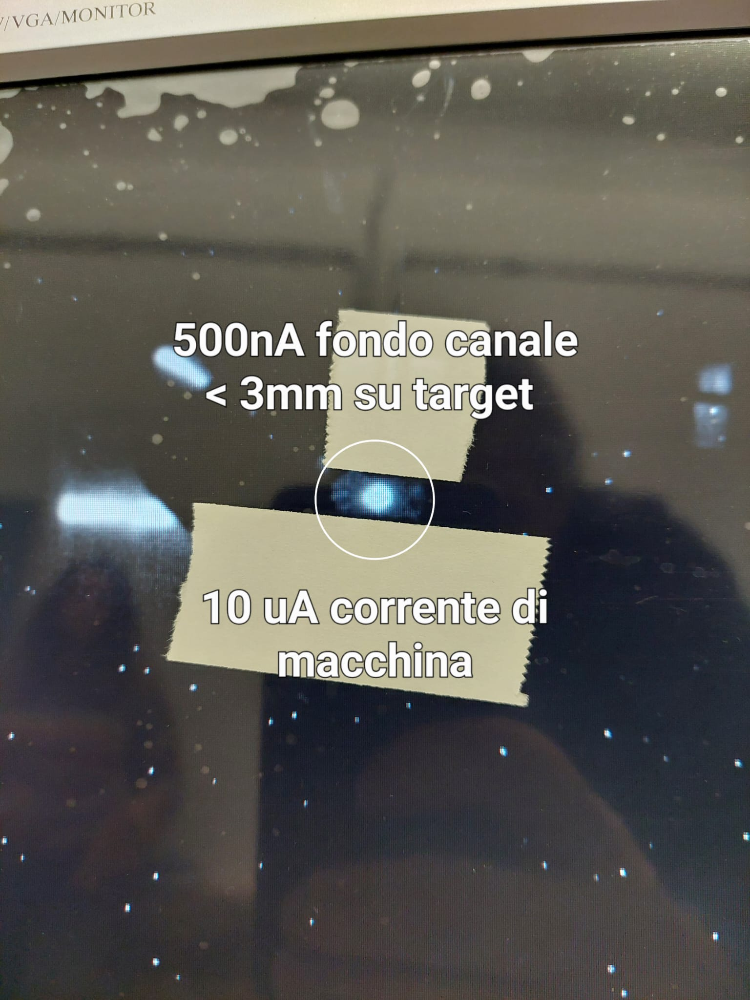 V/VGA/MONITOR
500nA fondo canale
< 3mm su target
10 uA corrente di
macchina